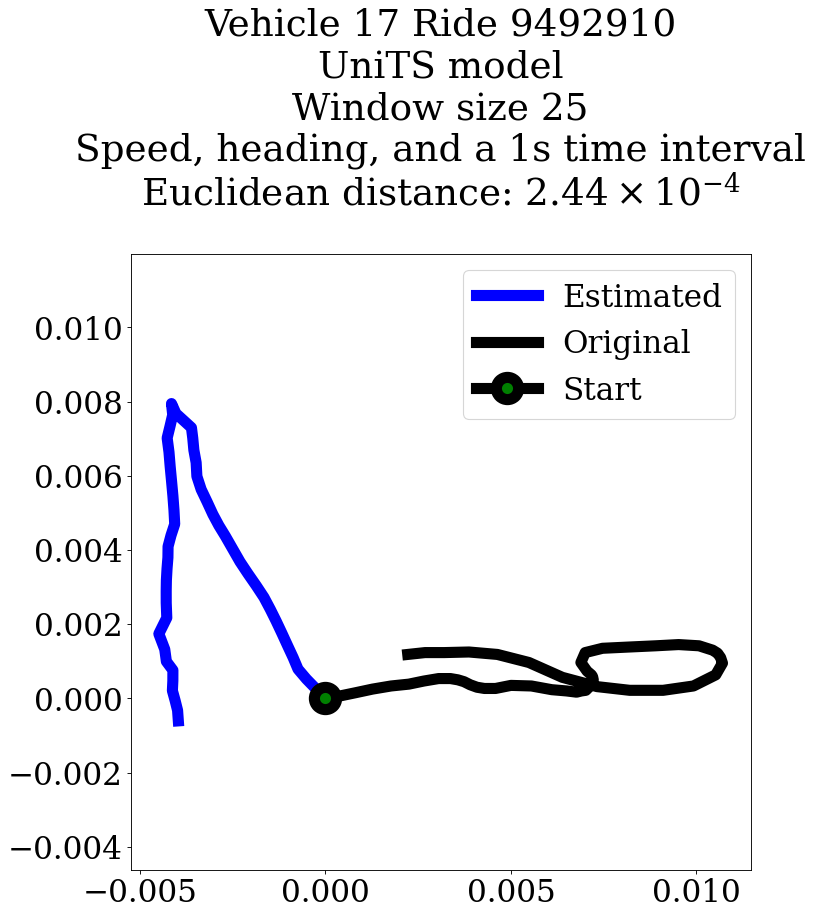 Vehicle 17 Ride 9492910
UniTS model
Window size 25
Speed, heading, and a 1s time interval
Euclidean distance: 2.44 × 10⁻⁴
Estimated
Original
Start
0.010
0.008
0.006
0.004
0.002
0.000
−0.002
−0.004
−0.005 0.000 0.005 0.010